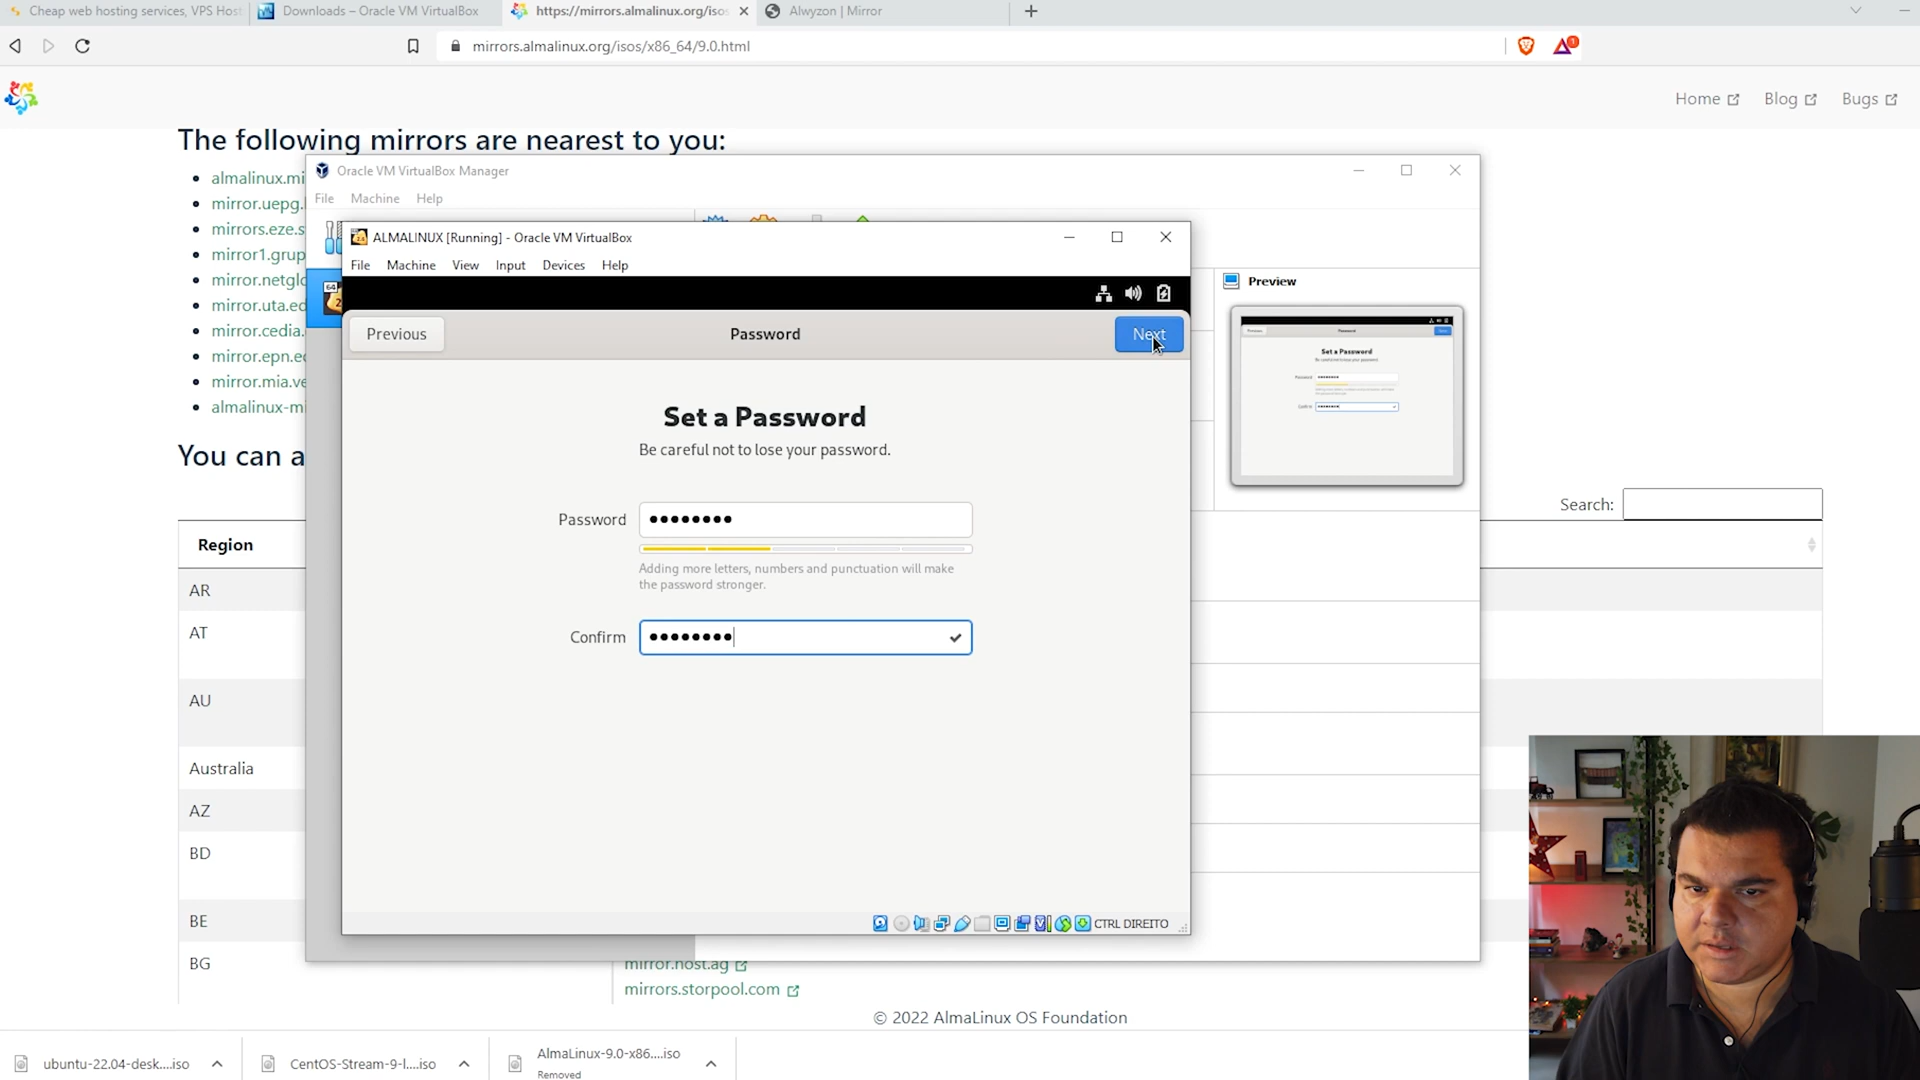 Cheap web hosting services, VPS Host
Downloads – Oracle VM VirtualBox
https://mirrors.almalinux.org/isos
Alwyzon | Mirror
mirrors.almalinux.org/isos/x86_64/9.0.html
Home
Blog
Bugs
The following mirrors are nearest to you:
almalinux.mi
mirror.uepg.
mirrors.eze.s
mirror1.grup
mirror.netglo
mirror.uta.ed
mirror.cedia.
mirror.epn.ed
mirror.mia.ve
almalinux-mi
You can a
Oracle VM VirtualBox Manager
File Machine Help
64
ALMALINUX [Running] - Oracle VM VirtualBox
File Machine View Input Devices Help
Previous
Password
Next
Set a Password
Be careful not to lose your password.
Password
Adding more letters, numbers and punctuation will make
the password stronger.
Confirm
CTRL DIREITO
Preview
Password
Set a Password
Search:
Region
AR
AT
AU
Australia
AZ
BD
BE
BG
mirror.host.ag
mirrors.storpool.com
© 2022 AlmaLinux OS Foundation
ubuntu-22.04-desk....iso
CentOS-Stream-9-l....iso
AlmaLinux-9.0-x86....iso
Removed